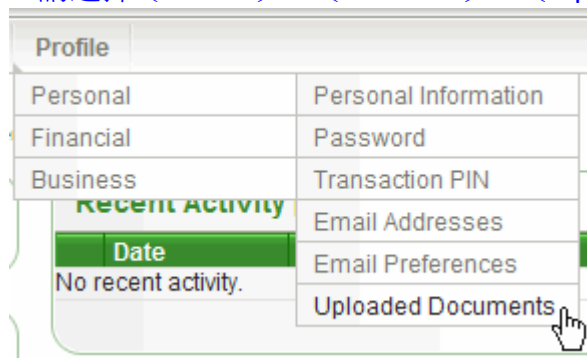 Profile
Personal
Financial
Business
Personal Information
Password
Transaction PIN
Email Addresses
Email Preferences
Uploaded Documents
Recent Activity
Date
No recent activity.